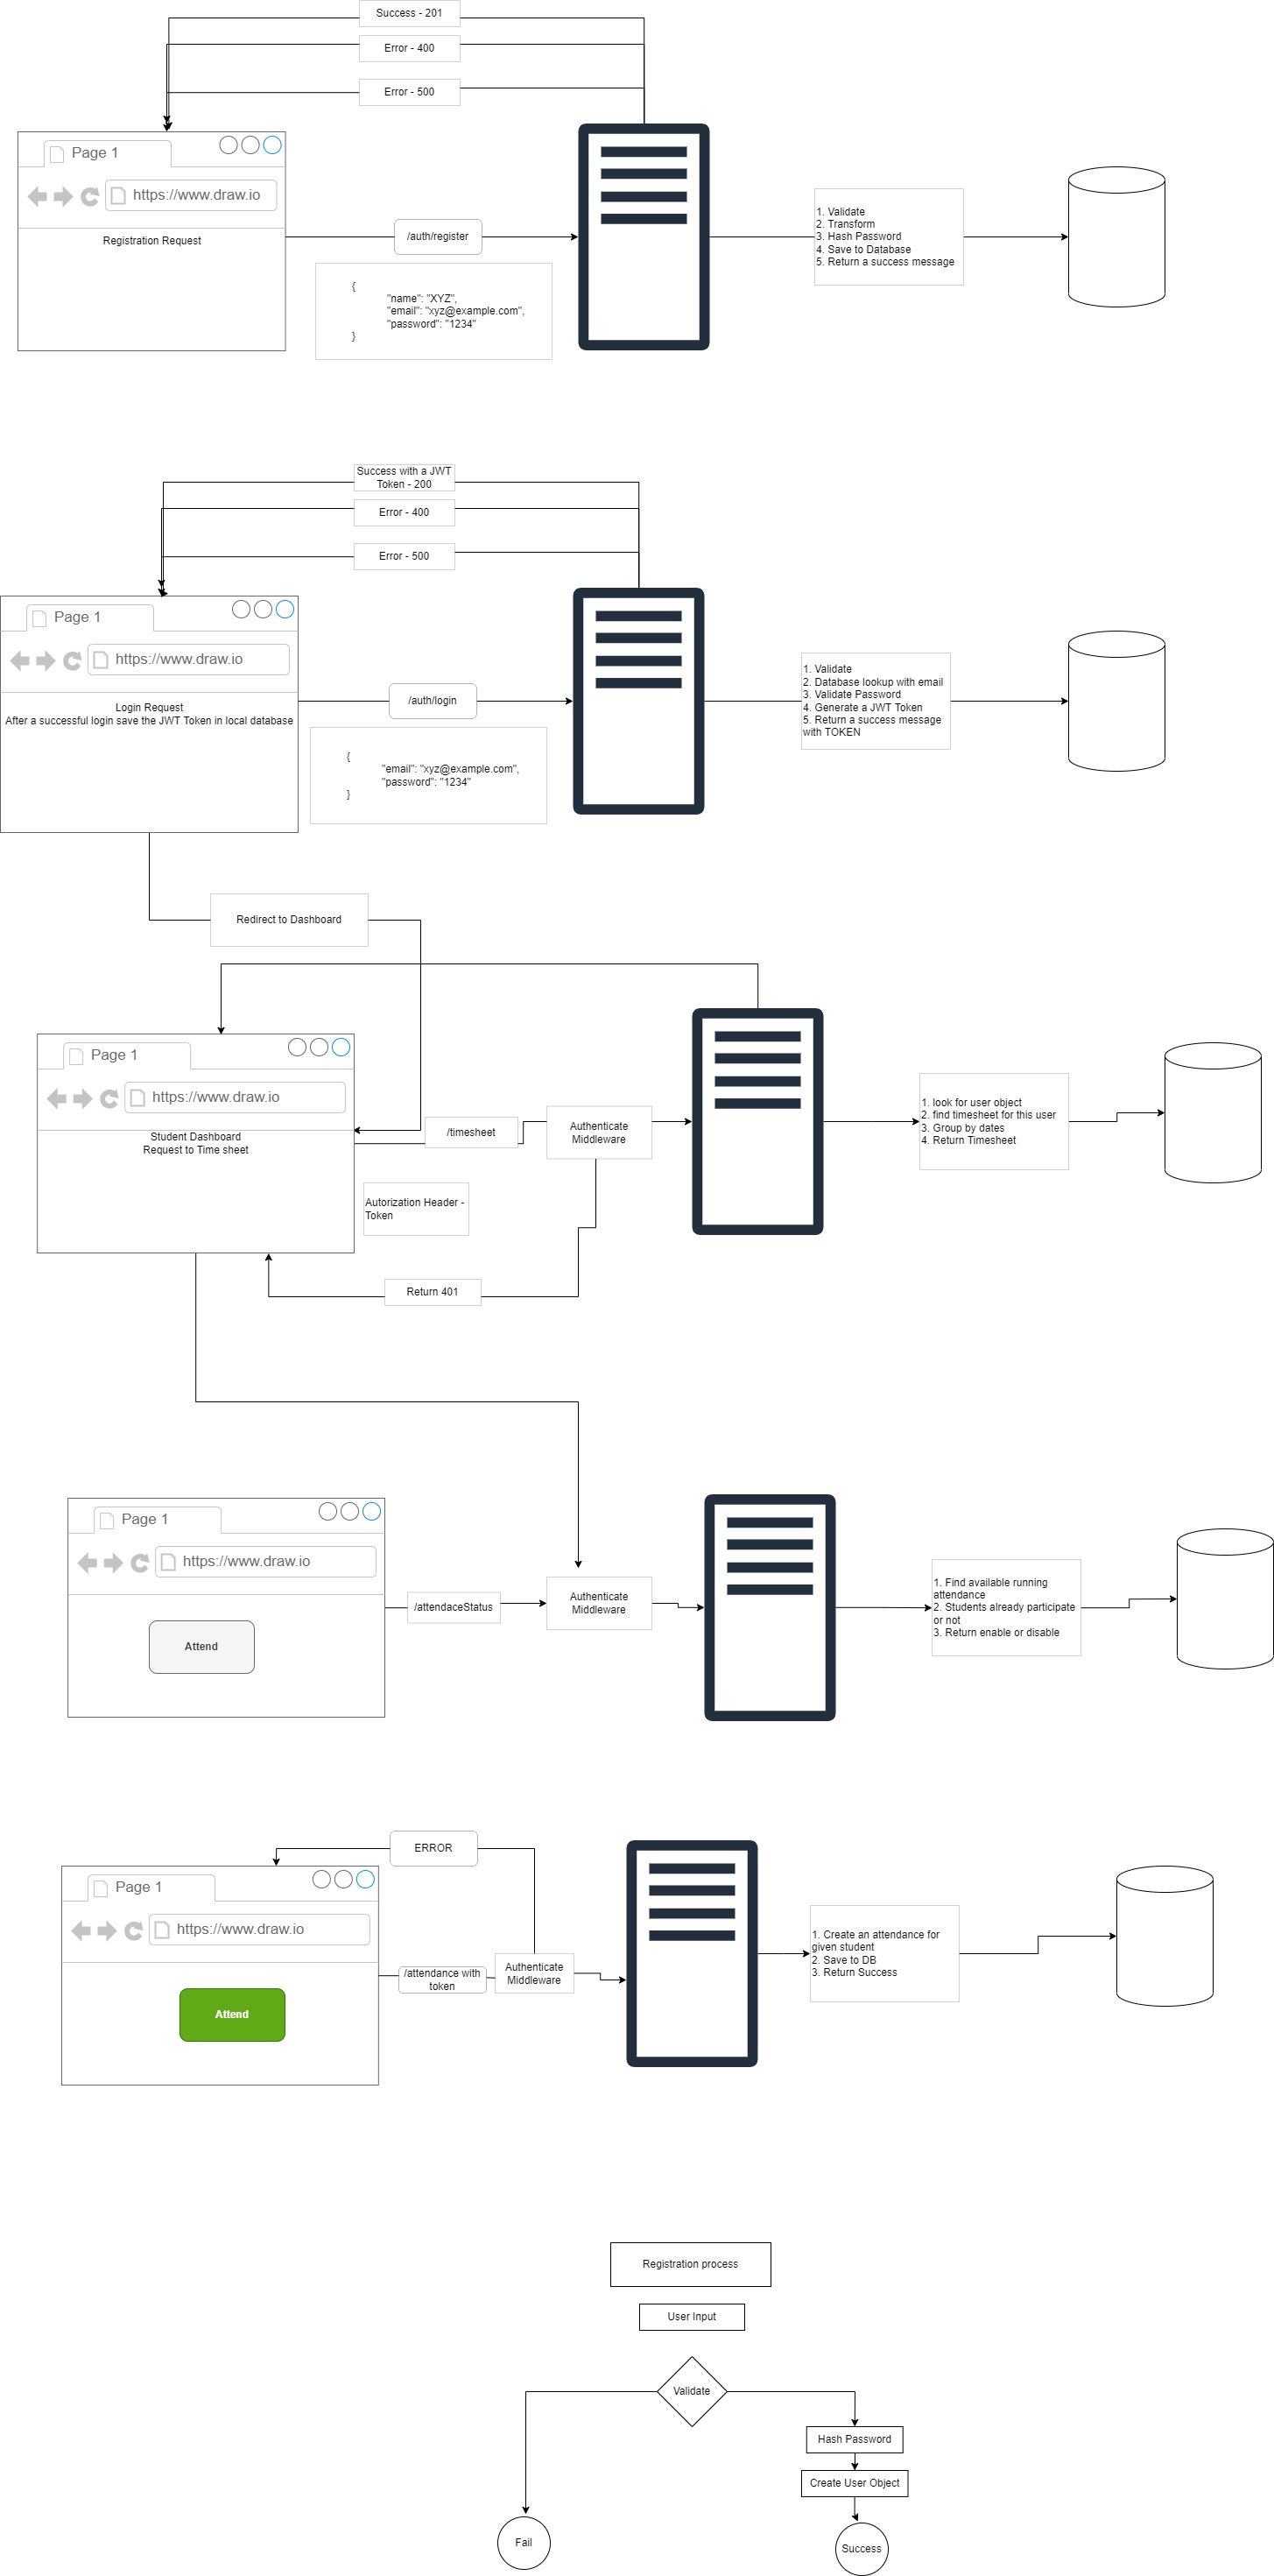 Success - 201
Error - 400
Error - 500
Page 1
https://www.draw.io
Registration Request
/auth/register
{
"name": "XYZ",
"email": "xyz@example.com",
"password": "1234"
}
1. Validate
2. Transform
3. Hash Password
4. Save to Database
5. Return a success message
Success with a JWT
Token - 200
Error - 400
Error - 500
Page 1
https://www.draw.io
Login Request
After a successful login save the JWT Token in local database
/auth/login
{
"email": "xyz@example.com",
"password": "1234"
}
1. Validate
2. Database lookup with email
3. Validate Password
4. Generate a JWT Token
5. Return a success message
with TOKEN
Redirect to Dashboard
Page 1
https://www.draw.io
Student Dashboard
Request to Time sheet
/timesheet
Authenticate
Middleware
Autorization Header -
Token
Return 401
1. look for user object
2. find timesheet for this user
3. Group by dates
4. Return Timesheet
Page 1
https://www.draw.io
Attend
/attendaceStatus
Authenticate
Middleware
1. Find available running
attendance
2. Students already participate
or not
3. Return enable or disable
ERROR
Page 1
https://www.draw.io
Attend
/attendance with
token
Authenticate
Middleware
1. Create an attendance for
given student
2. Save to DB
3. Return Success
Registration process
User Input
Validate
Hash Password
Create User Object
Fail
Success